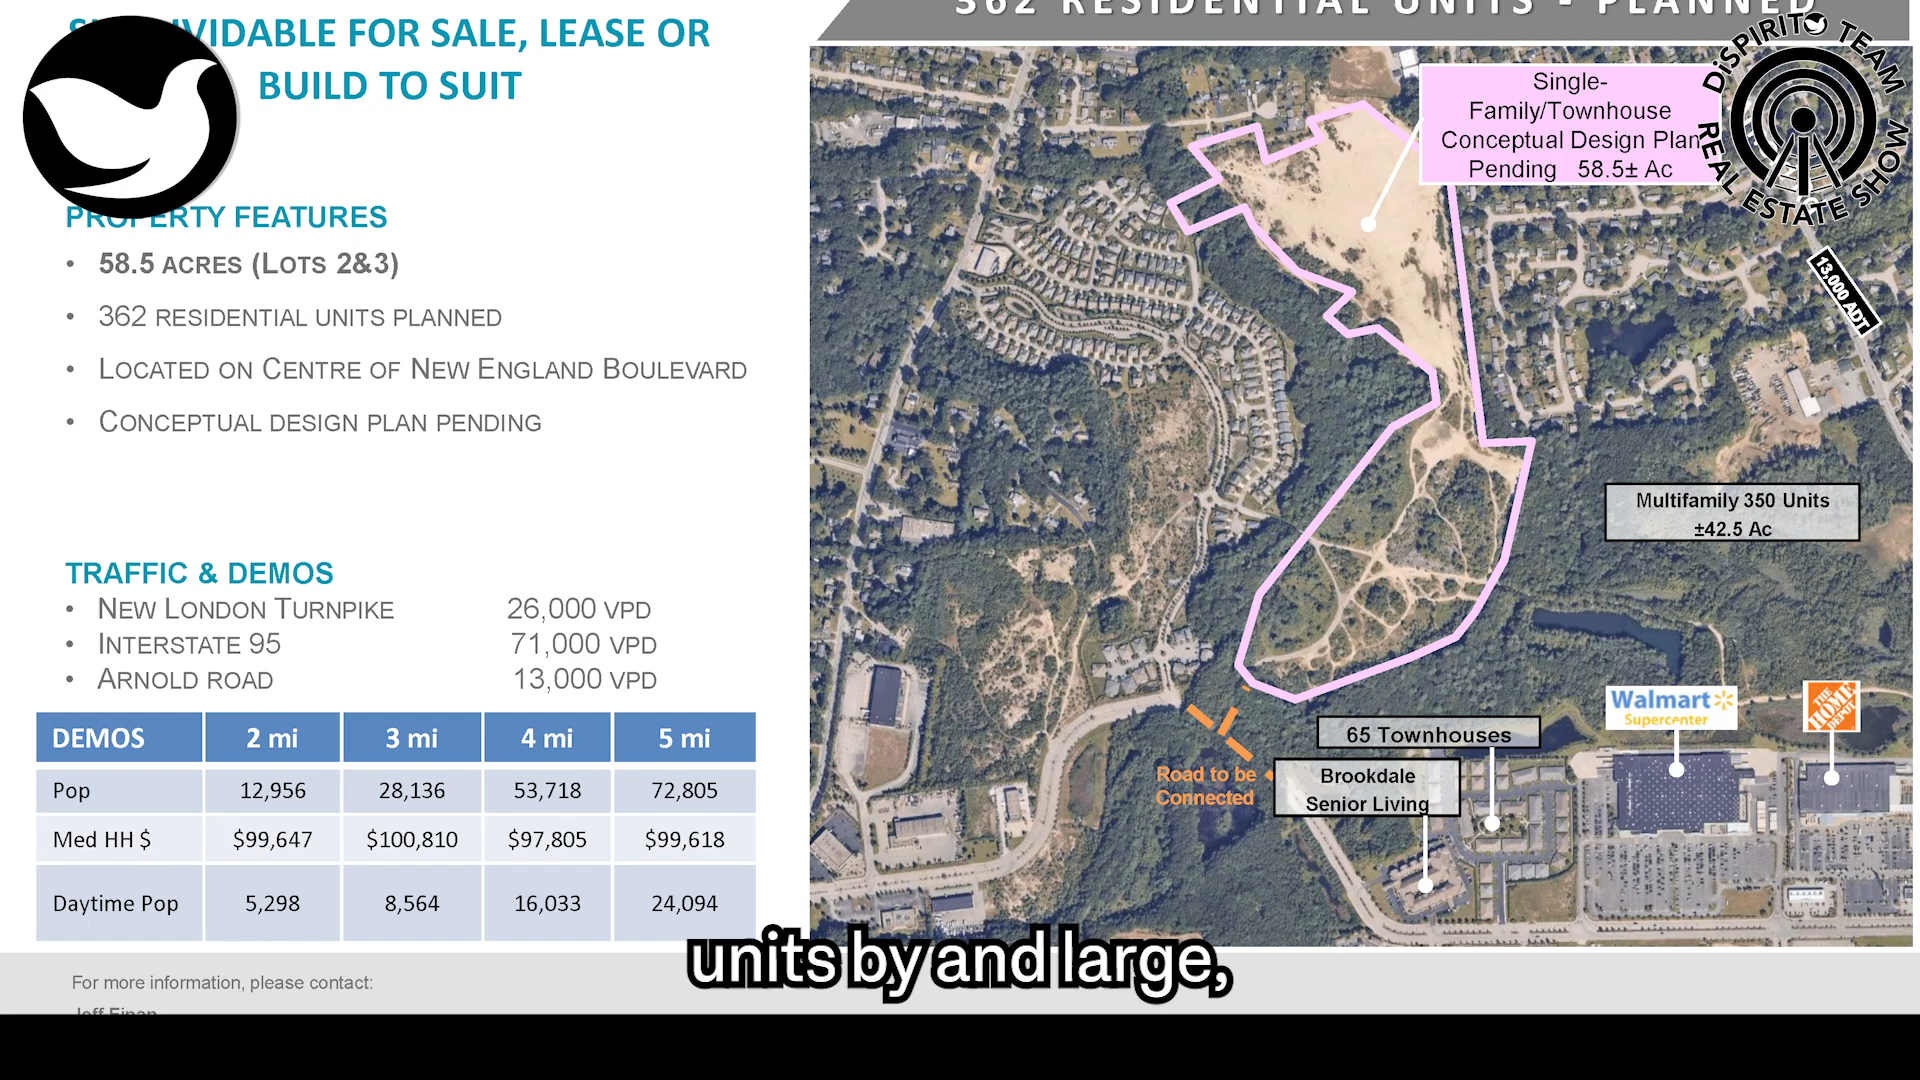 362 RESIDENTIAL UNITS - PLANNED
VIDABLE FOR SALE, LEASE OR
BUILD TO SUIT
PROPERTY FEATURES
• 58.5 ACRES (LOTS 2&3)
• 362 RESIDENTIAL UNITS PLANNED
• LOCATED ON CENTRE OF NEW ENGLAND BOULEVARD
• CONCEPTUAL DESIGN PLAN PENDING
TRAFFIC & DEMOS
• NEW LONDON TURNPIKE 26,000 VPD
• INTERSTATE 95 71,000 VPD
• ARNOLD ROAD 13,000 VPD
DEMOS 2 mi 3 mi 4 mi 5 mi
Pop 12,956 28,136 53,718 72,805
Med HH $ $99,647 $100,810 $97,805 $99,618
Daytime Pop 5,298 8,564 16,033 24,094
For more information, please contact:
Jeff Finan
Single-
Family/Townhouse
Conceptual Design Plan
Pending 58.5± Ac
DiSPIRITO TEAM
REAL ESTATE SHOW
13,000 ADT
Multifamily 350 Units
±42.5 Ac
Walmart
Supercenter
THE
HOME
DEPOT
65 Townhouses
Brookdale
Senior Living
Road to be
Connected
units by and large,